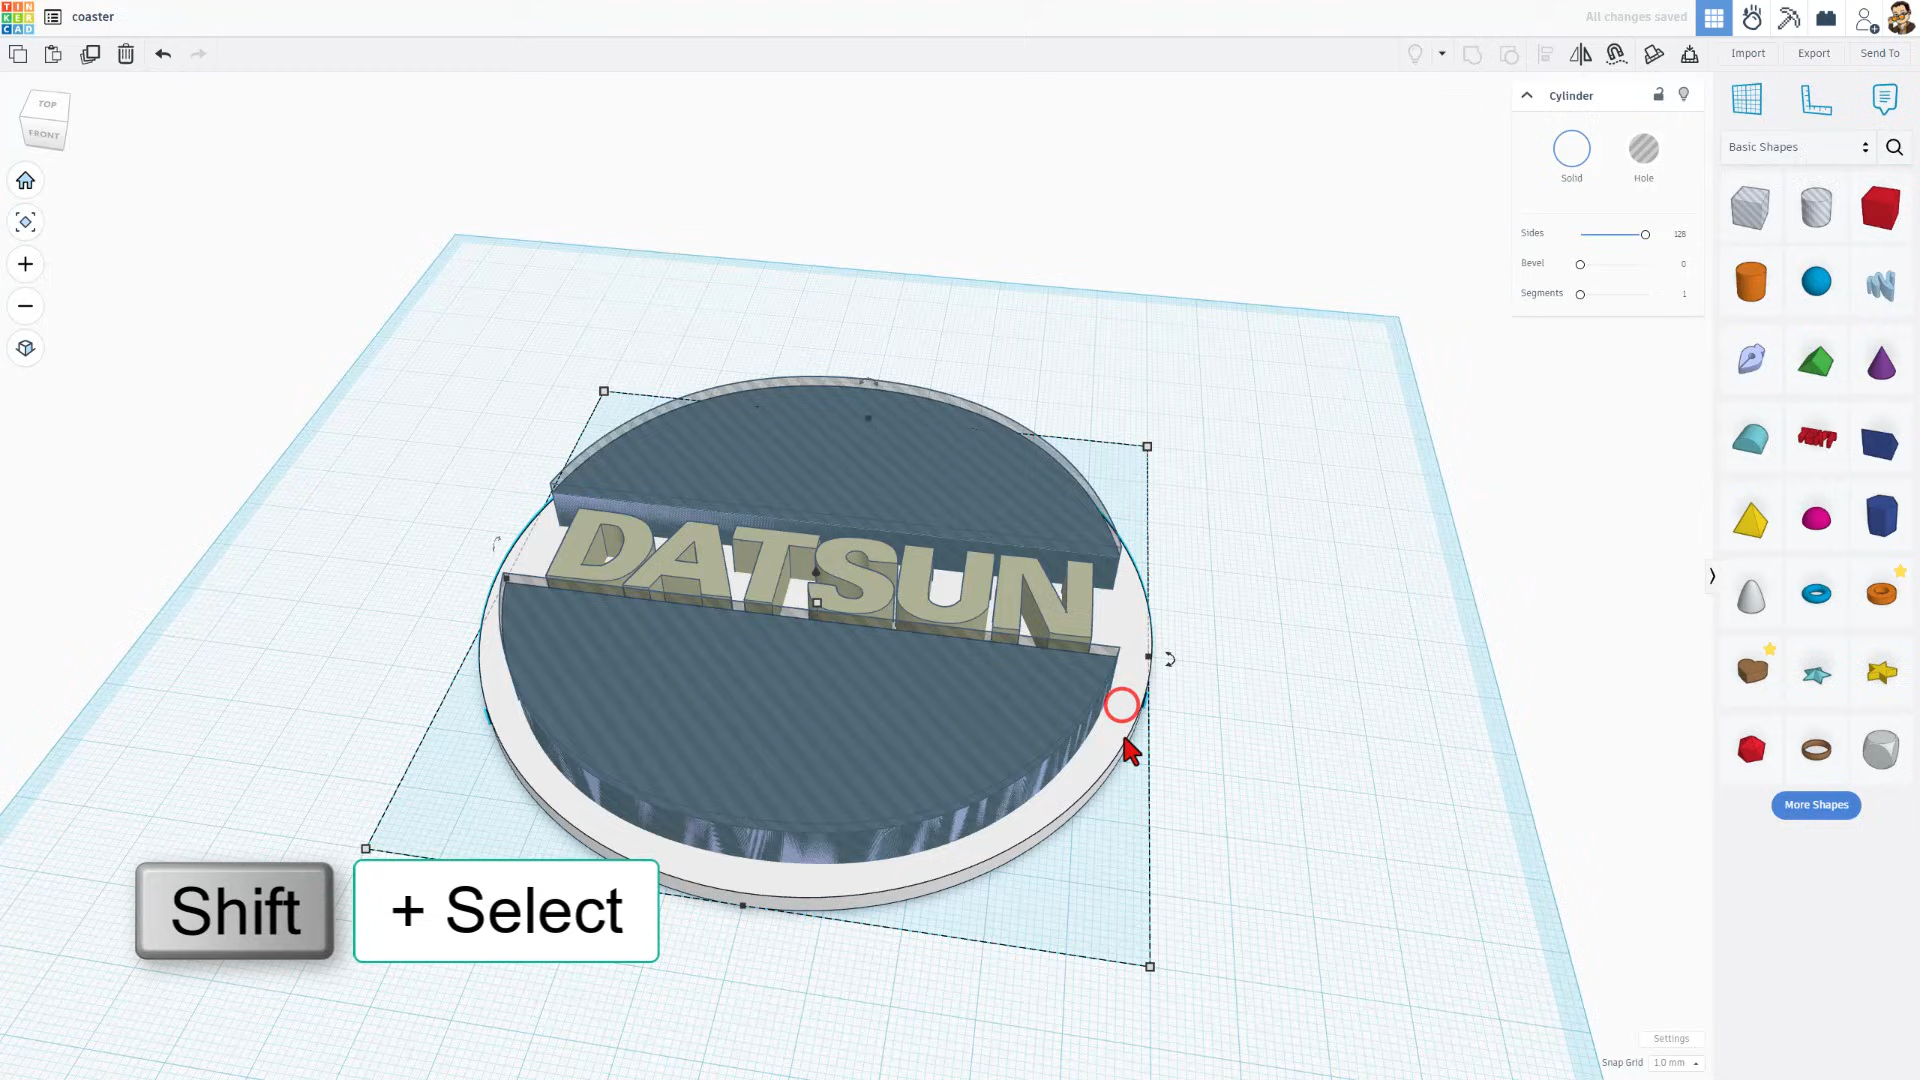 TIN
KER
CAD
coaster
All changes saved
Import
Export
Send To
TOP
FRONT
Cylinder
Solid
Hole
Sides
128
Bevel
0
Segments
1
Basic Shapes
TEXT
DATSUN
More Shapes
Shift
+ Select
Settings
Snap Grid
1.0 mm